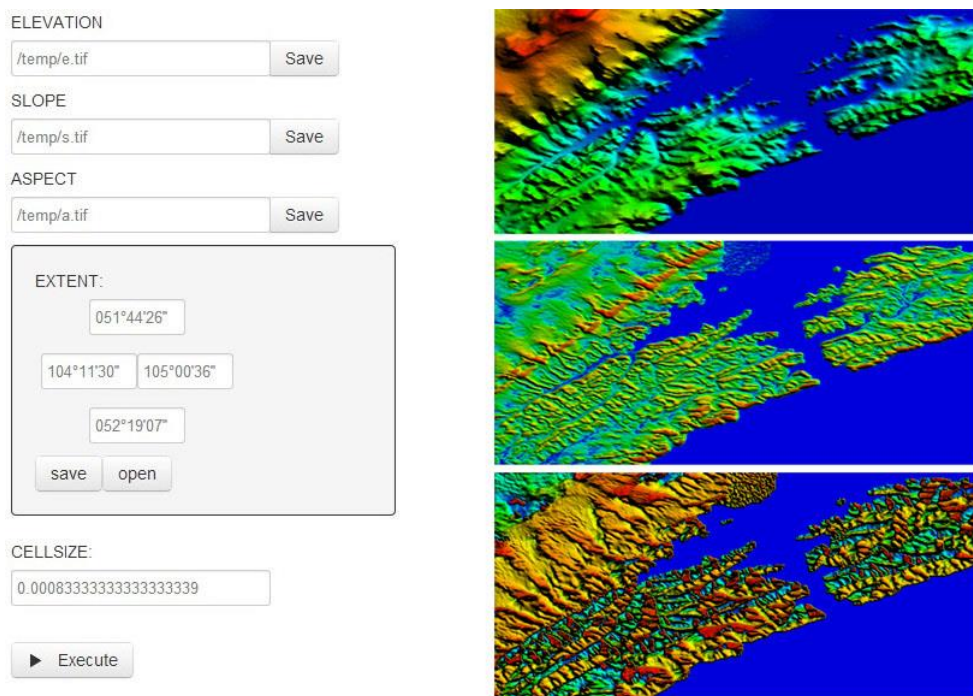 ELEVATION
/temp/e.tif Save
SLOPE
/temp/s.tif Save
ASPECT
/temp/a.tif Save
EXTENT:
051°44'26"
104°11'30" 105°00'36"
052°19'07"
save open
CELLSIZE:
0.00083333333333333339
Execute